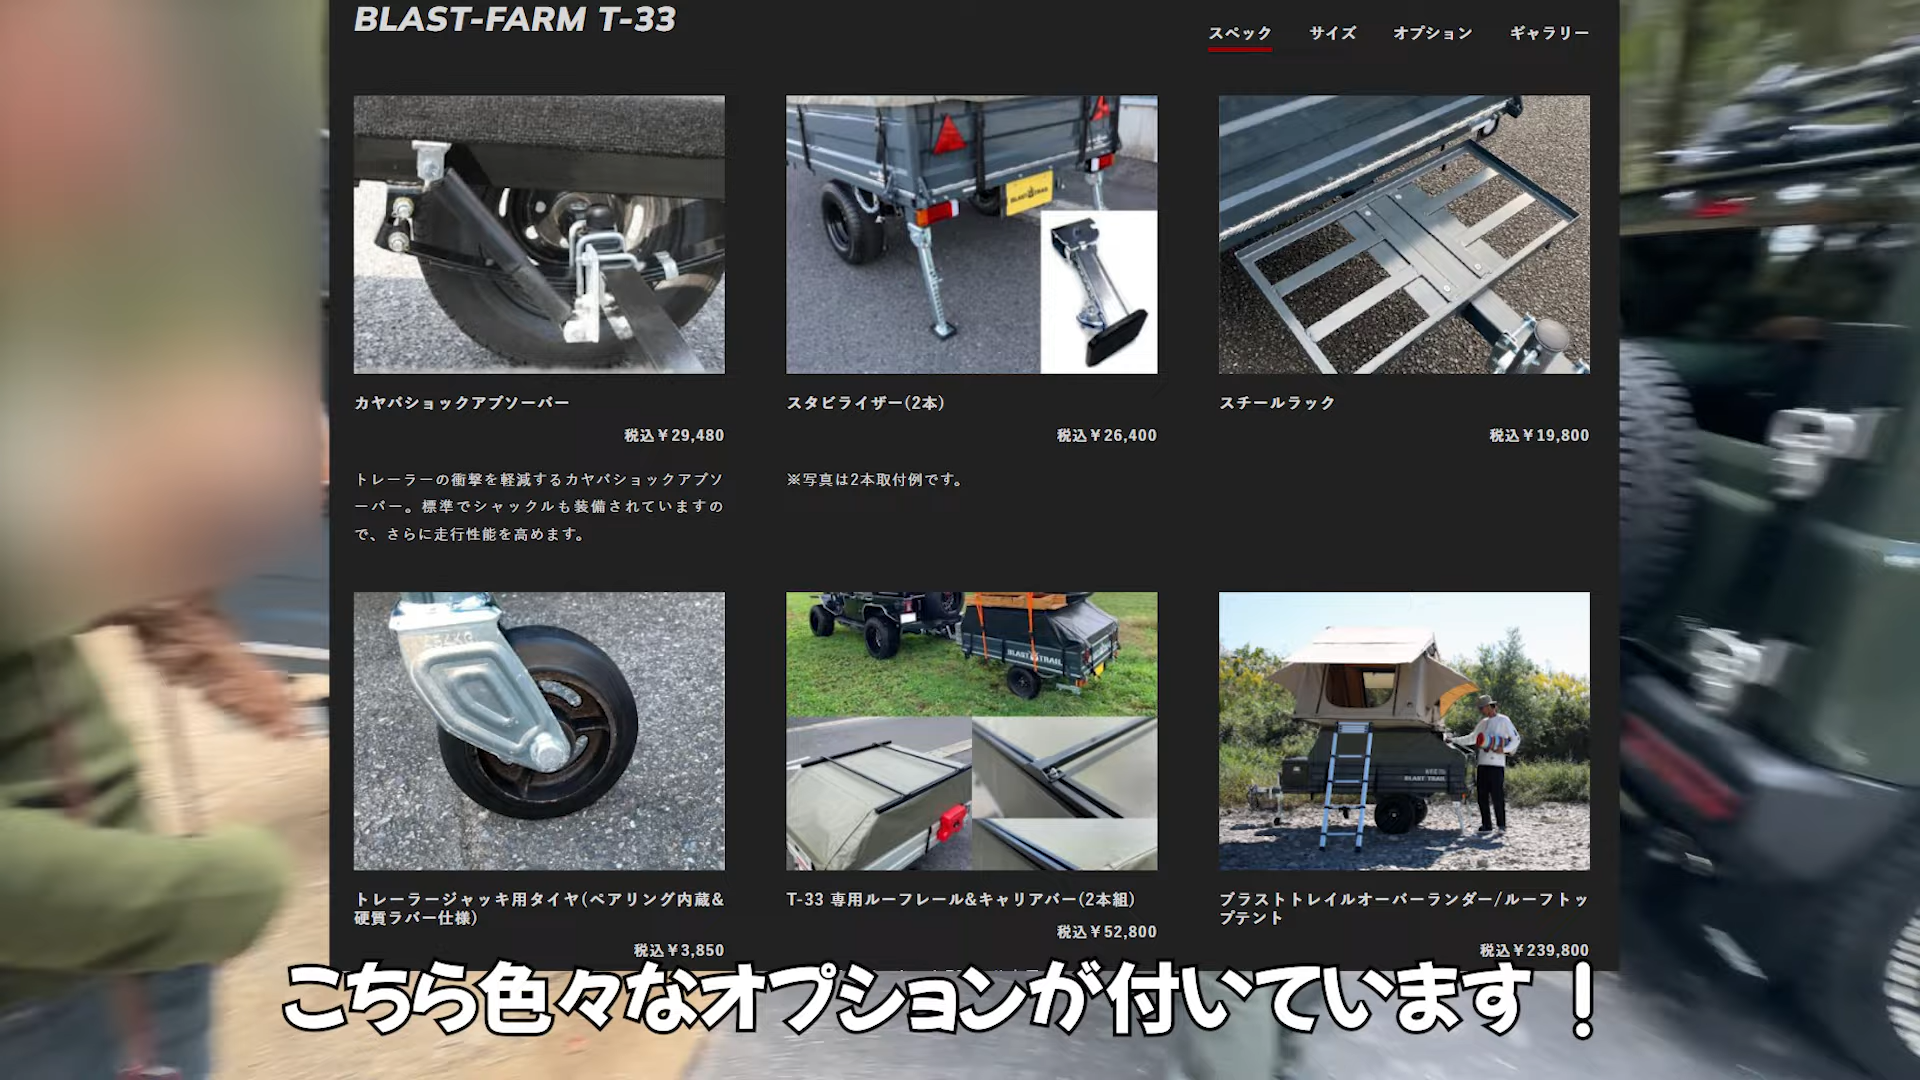 BLAST-FARM T-33
スペック
サイズ
オプション
ギャラリー
カヤバショックアブソーバー
税込￥29,480
トレーラーの衝撃を軽減するカヤバショックアブソ
ーバー。標準でシャックルも装備されていますの
で、さらに走行性能を高めます。
スタビライザー(2本)
税込￥26,400
※写真は2本取付例です。
スチールラック
税込￥19,800
BLAST TRAIL
BLAST TRAIL
トレーラージャッキ用タイヤ(ベアリング内蔵&
硬質ラバー仕様)
税込￥3,850
T-33 専用ルーフレール&キャリアバー(2本組)
税込￥52,800
BLAST TRAIL
ブラストトレイルオーバーランダー/ルーフトッ
プテント
税込￥239,800
こちら色々なオプションが付いています！